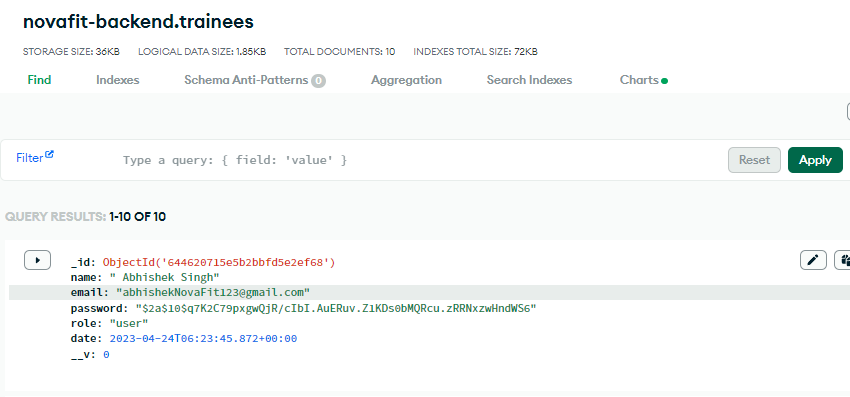 novafit-backend.trainees
STORAGE SIZE: 36KB LOGICAL DATA SIZE: 1.85KB TOTAL DOCUMENTS: 10 INDEXES TOTAL SIZE: 72KB
Find Indexes Schema Anti-Patterns 0 Aggregation Search Indexes Charts
Filter Type a query: { field: 'value' } Reset Apply
QUERY RESULTS: 1-10 OF 10
_id: ObjectId('644620715e5b2bbfd5e2ef68')
name: " Abhishek Singh"
email: "abhishekNovaFit123@gmail.com"
password: "$2a$10$q7K2C79pxgwQjR/cIbI.AuERuv.Z1KDs0bMQRcu.zRRNxzwHndWS6"
role: "user"
date: 2023-04-24T06:23:45.872+00:00
__v: 0